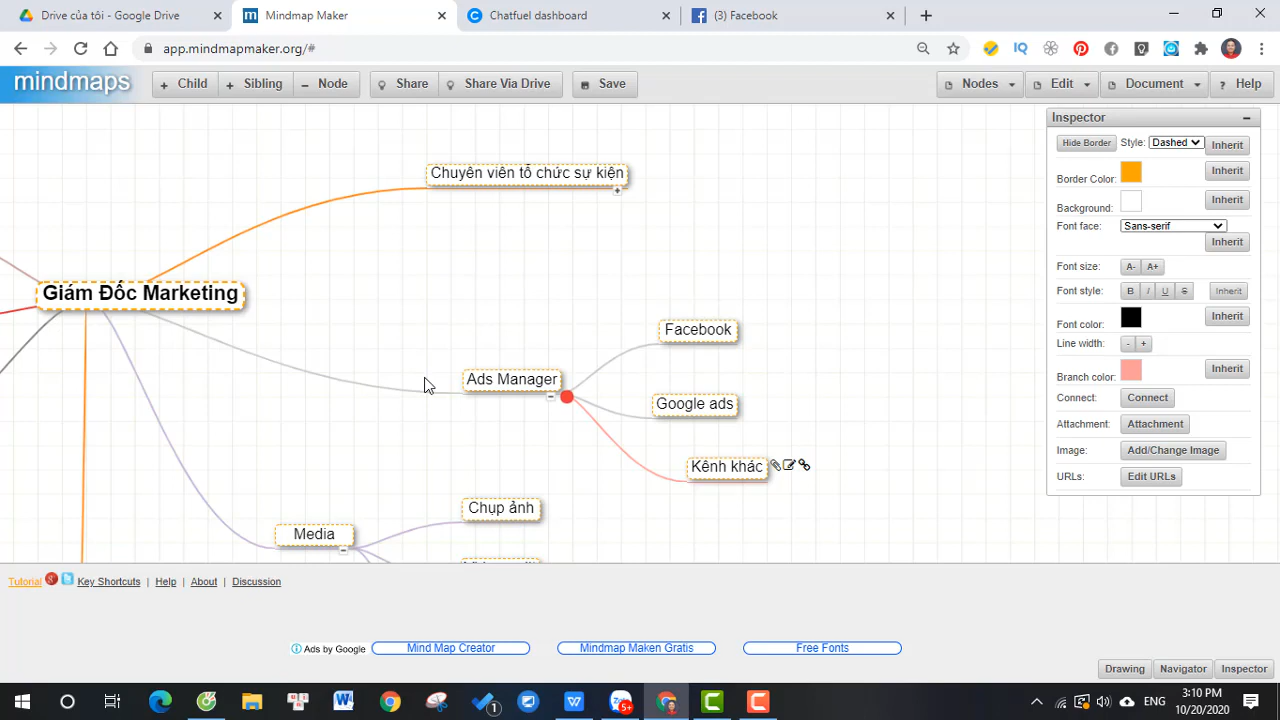 Drive của tôi - Google Drive
Mindmap Maker
Chatfuel dashboard
(3) Facebook
app.mindmapmaker.org/#
IQ
mindmaps
+ Child
+ Sibling
− Node
Share
Share Via Drive
Save
Nodes
Edit
Document
? Help
Chuyên viên tổ chức sự kiện
Giám Đốc Marketing
Facebook
Ads Manager
Google ads
Kênh khác
Chụp ảnh
Media
Inspector
Hide Border Style: Dashed Inherit
Border Color: Inherit
Background: Inherit
Font face: Sans-serif
Inherit
Font size: A- A+
Font style: B I U S Inherit
Font color: Inherit
Line width: - +
Branch color: Inherit
Connect: Connect
Attachment: Attachment
Image: Add/Change Image
URLs: Edit URLs
Tutorial Key Shortcuts | Help | About | Discussion
Ads by Google
Mind Map Creator
Mindmap Maken Gratis
Free Fonts
Drawing
Navigator
Inspector
ENG
3:10 PM
10/20/2020